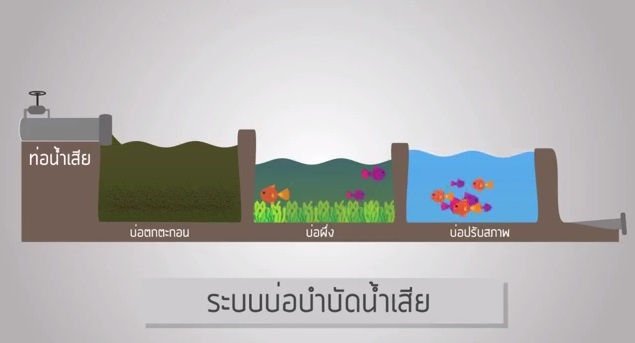 ท่อน้ำเสีย
บ่อตกตะกอน
บ่อผึ่ง
บ่อปรับสภาพ
ระบบบ่อบำบัดน้ำเสีย